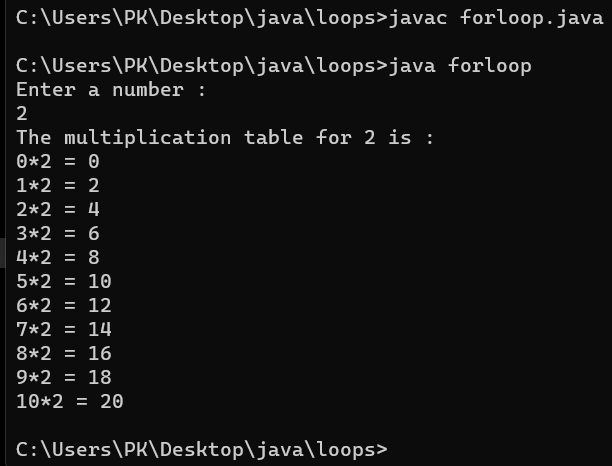 C:\Users\PK\Desktop\java\loops>javac forloop.java
C:\Users\PK\Desktop\java\loops>java forloop
Enter a number :
2
The multiplication table for 2 is :
0*2 = 0
1*2 = 2
2*2 = 4
3*2 = 6
4*2 = 8
5*2 = 10
6*2 = 12
7*2 = 14
8*2 = 16
9*2 = 18
10*2 = 20
C:\Users\PK\Desktop\java\loops>